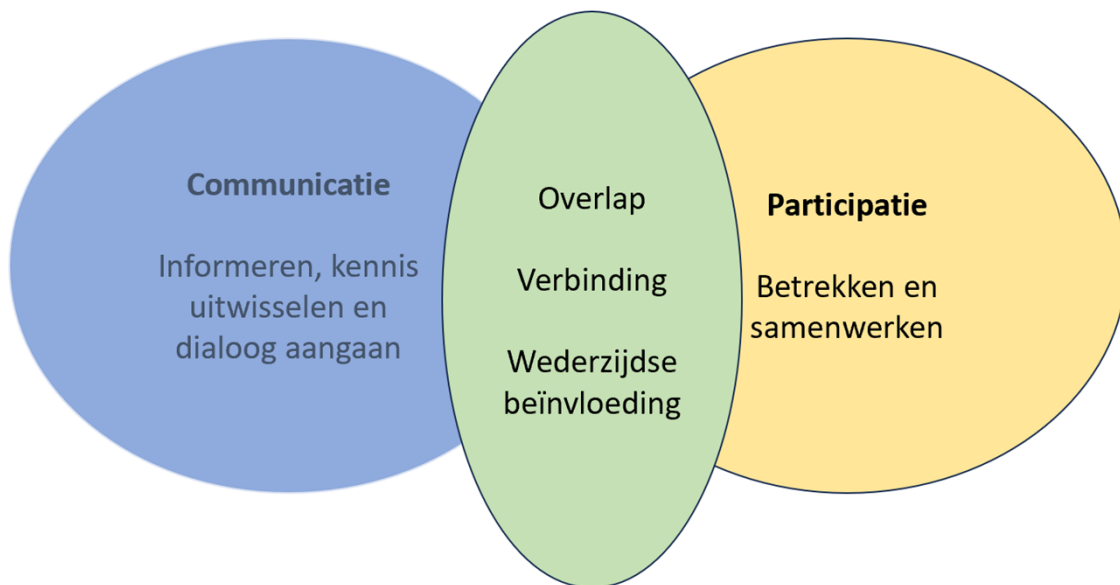 Communicatie
Informeren, kennis
uitwisselen en
dialoog aangaan
Overlap
Verbinding
Wederzijdse
beïnvloeding
Participatie
Betrekken en
samenwerken